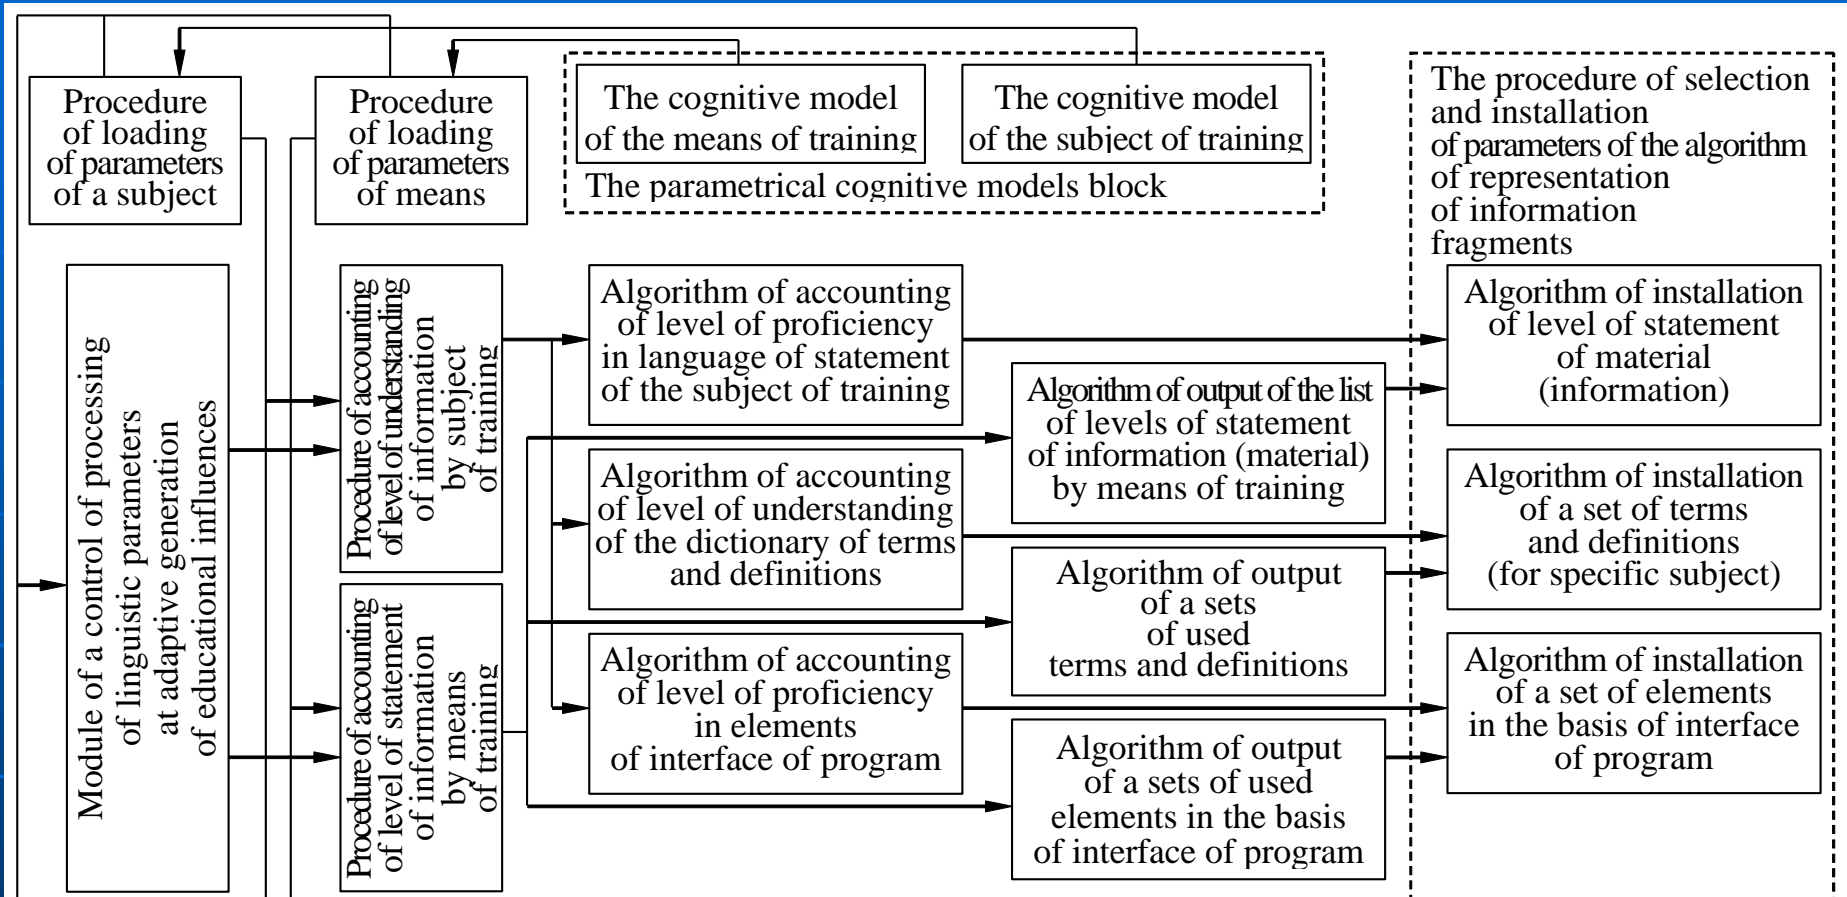 Procedure
of loading
of parameters
of a subject
Procedure
of loading
of parameters
of means
The cognitive model
of the means of training
The cognitive model
of the subject of training
The parametrical cognitive models block
The procedure of selection
and installation
of parameters of the algorithm
of representation
of information
fragments
Module of a control of processing
of linguistic parameters
at adaptive generation
of educational influences
Procedure of accounting
of level of understanding
of information
by subject
of training
Procedure of accounting
of level of statement
of information
by means
of training
Algorithm of accounting
of level of proficiency
in language of statement
of the subject of training
Algorithm of accounting
of level of understanding
of the dictionary of terms
and definitions
Algorithm of accounting
of level of proficiency
in elements
of interface of program
Algorithm of output of the list
of levels of statement
of information (material)
by means of training
Algorithm of output
of a sets
of used
terms and definitions
Algorithm of output
of a sets of used
elements in the basis
of interface of program
Algorithm of installation
of level of statement
of material
(information)
Algorithm of installation
of a set of terms
and definitions
(for specific subject)
Algorithm of installation
of a set of elements
in the basis of interface
of program